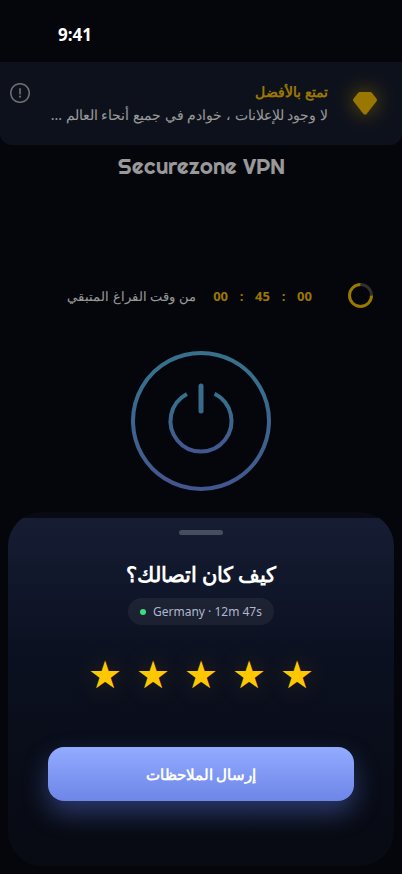 9:41
تمتع بالأفضل
لا وجود للإعلانات ، خوادم في جميع أنحاء العالم ...
Securezone VPN
00 : 45 : 00 من وقت الفراغ المتبقي
كيف كان اتصالك؟
Germany · 12m 47s
إرسال الملاحظات